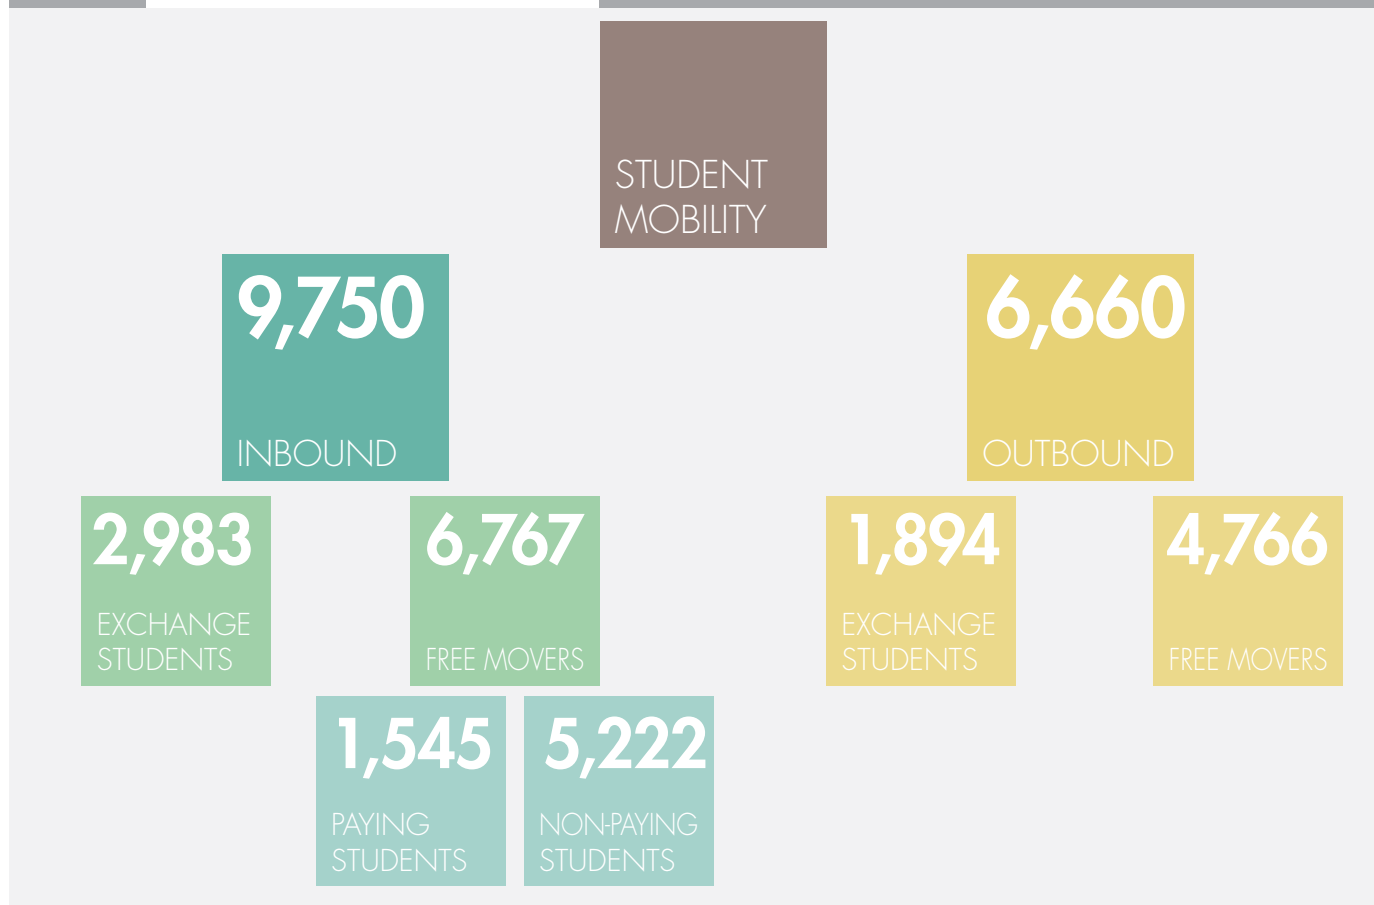 STUDENT
MOBILITY
9,750
INBOUND
6,660
OUTBOUND
2,983
EXCHANGE
STUDENTS
6,767
FREE MOVERS
1,894
EXCHANGE
STUDENTS
4,766
FREE MOVERS
1,545
PAYING
STUDENTS
5,222
NON-PAYING
STUDENTS